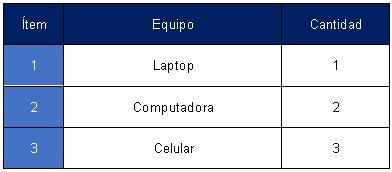 Ítem Equipo Cantidad
1 Laptop 1
2 Computadora 2
3 Celular 3